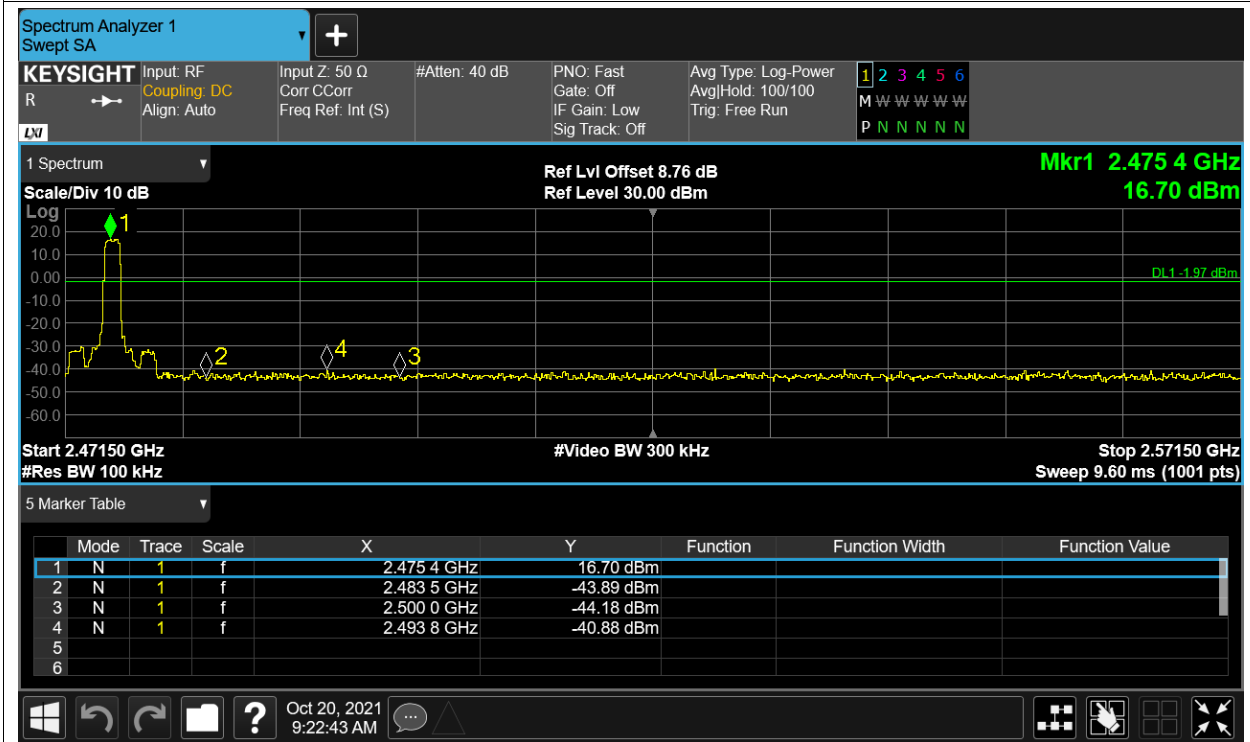 Spectrum Analyzer 1
Swept SA
+
KEYSIGHT Input: RF Input Z: 50 Ω #Atten: 40 dB PNO: Fast Avg Type: Log-Power 1 2 3 4 5 6
R Coupling: DC Corr CCorr Gate: Off Avg|Hold: 100/100 M W W W W W
Align: Auto Freq Ref: Int (S) IF Gain: Low Trig: Free Run
LXI Sig Track: Off P N N N N N
1 Spectrum Ref Lvl Offset 8.76 dB Mkr1 2.475 4 GHz
Scale/Div 10 dB Ref Level 30.00 dBm 16.70 dBm
Log
1
20.0
10.0
0.00 DL1 -1.97 dBm
-10.0
-20.0
-30.0
2 4 3
-40.0
-50.0
-60.0
Start 2.47150 GHz #Video BW 300 kHz Stop 2.57150 GHz
#Res BW 100 kHz Sweep 9.60 ms (1001 pts)
5 Marker Table
Mode Trace Scale X Y Function Function Width Function Value
1 N 1 f 2.475 4 GHz 16.70 dBm
2 N 1 f 2.483 5 GHz -43.89 dBm
3 N 1 f 2.500 0 GHz -44.18 dBm
4 N 1 f 2.493 8 GHz -40.88 dBm
5
6
? Oct 20, 2021
9:22:43 AM